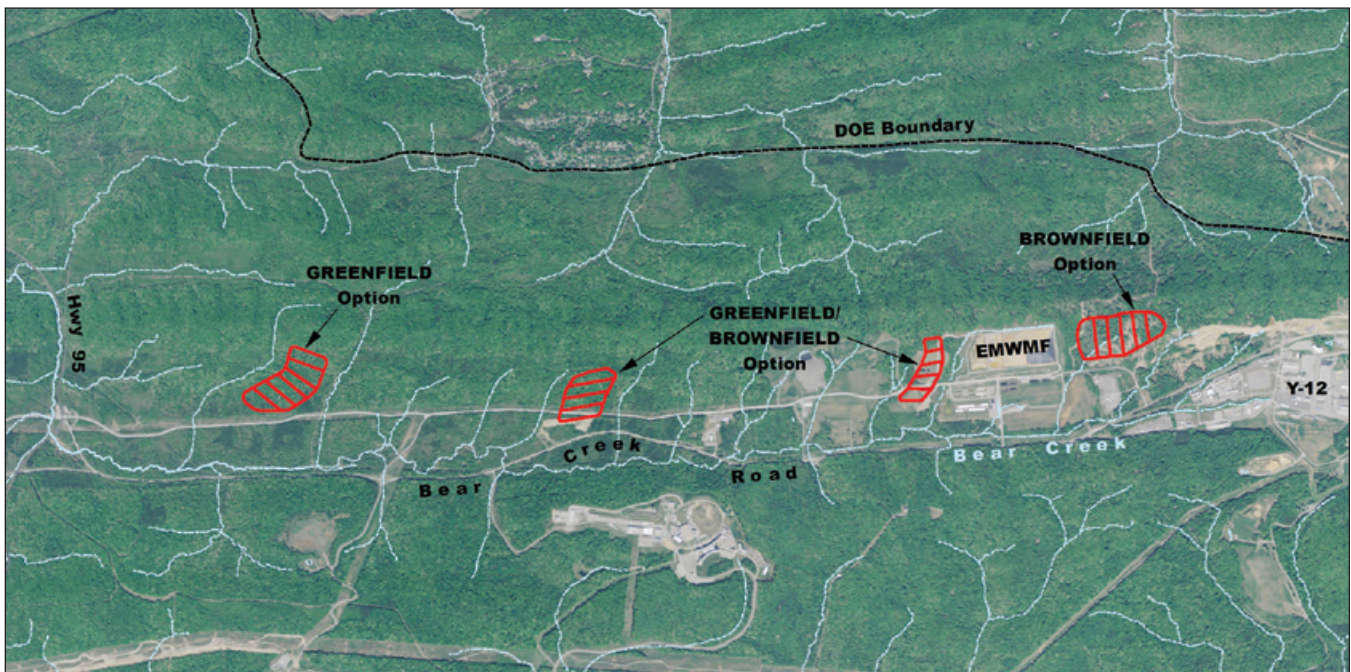 DOE Boundary
BROWNFIELD
Option
GREENFIELD
Option
GREENFIELD/
BROWNFIELD
Option
Hwy 95
EMWMF
Y-12
Bear Creek Road
Bear Creek